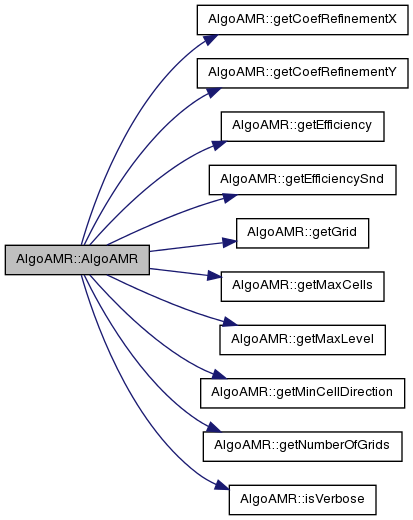 AlgoAMR::getCoefRefinementX
AlgoAMR::getCoefRefinementY
AlgoAMR::getEfficiency
AlgoAMR::getEfficiencySnd
AlgoAMR::getGrid
AlgoAMR::AlgoAMR
AlgoAMR::getMaxCells
AlgoAMR::getMaxLevel
AlgoAMR::getMinCellDirection
AlgoAMR::getNumberOfGrids
AlgoAMR::isVerbose